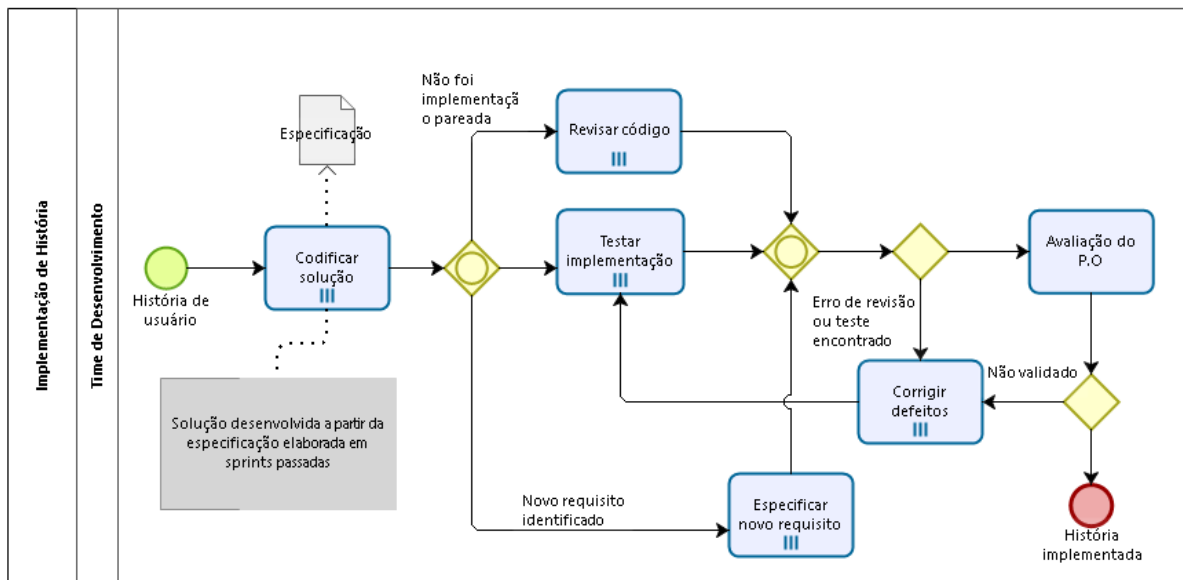 Implementação de História
Time de Desenvolvimento
Não foi
implementaçã
o pareada
Especificação
Revisar código
Codificar
solução
Testar
implementação
Avaliação do
P.O
História de
usuário
Erro de revisão
ou teste
encontrado
Não validado
Corrigir
defeitos
Solução desenvolvida a partir da
especificação elaborada em
sprints passadas
Novo requisito
identificado
Especificar
novo requisito
História
implementada